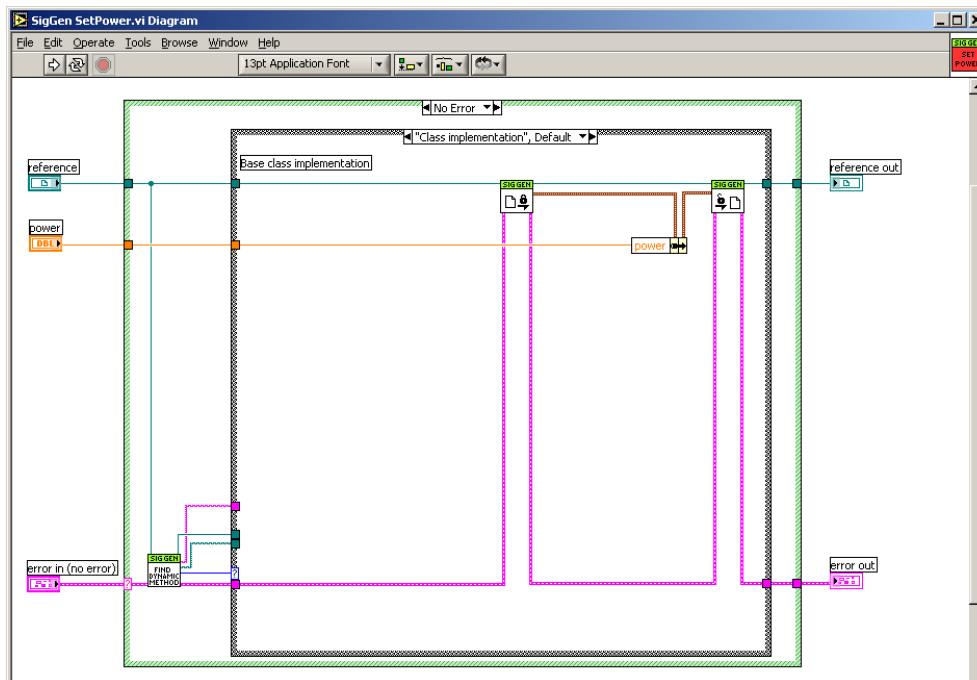 SigGen SetPower.vi Diagram
File Edit Operate Tools Browse Window Help
13pt Application Font
SIG GEN
SET
POWER
No Error
"Class implementation", Default
Base class implementation
reference
reference out
SIG GEN
SIG GEN
power
DBL
power
SIG GEN
FIND
DYNAMIC
METHOD
?
error in (no error)
?
error out